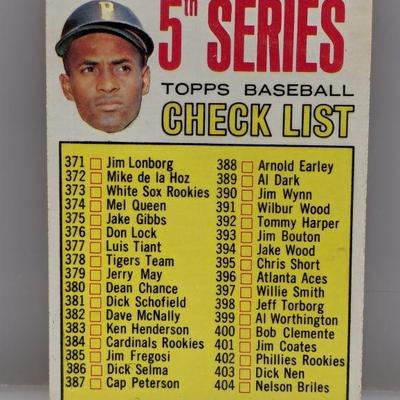 P
5th SERIES
TOPPS BASEBALL
CHECK LIST
371 Jim Lonborg
372 Mike de la Hoz
373 White Sox Rookies
374 Mel Queen
375 Jake Gibbs
376 Don Lock
377 Luis Tiant
378 Tigers Team
379 Jerry May
380 Dean Chance
381 Dick Schofield
382 Dave McNally
383 Ken Henderson
384 Cardinals Rookies
385 Jim Fregosi
386 Dick Selma
387 Cap Peterson
388 Arnold Earley
389 Al Dark
390 Jim Wynn
391 Wilbur Wood
392 Tommy Harper
393 Jim Bouton
394 Jake Wood
395 Chris Short
396 Atlanta Aces
397 Willie Smith
398 Jeff Torborg
399 Al Worthington
400 Bob Clemente
401 Jim Coates
402 Phillies Rookies
403 Dick Nen
404 Nelson Briles